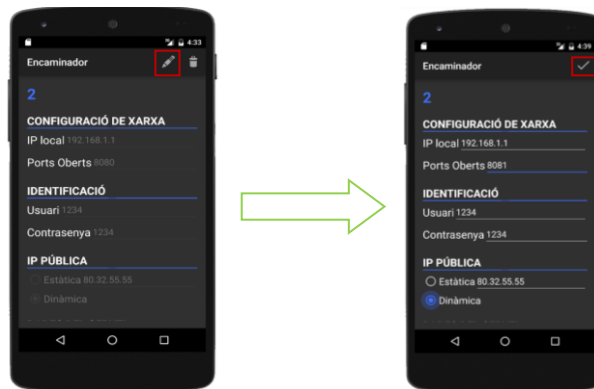 4:33
Encaminador
2
CONFIGURACIÓ DE XARXA
IP local 192.168.1.1
Ports Oberts 8080
IDENTIFICACIÓ
Usuari 1234
Contrasenya 1234
IP PÚBLICA
Estàtica 80.32.55.55
Dinàmica
4:39
Encaminador
2
CONFIGURACIÓ DE XARXA
IP local 192.168.1.1
Ports Oberts 8081
IDENTIFICACIÓ
Usuari 1234
Contrasenya 1234
IP PÚBLICA
Estàtica 80.32.55.55
Dinàmica